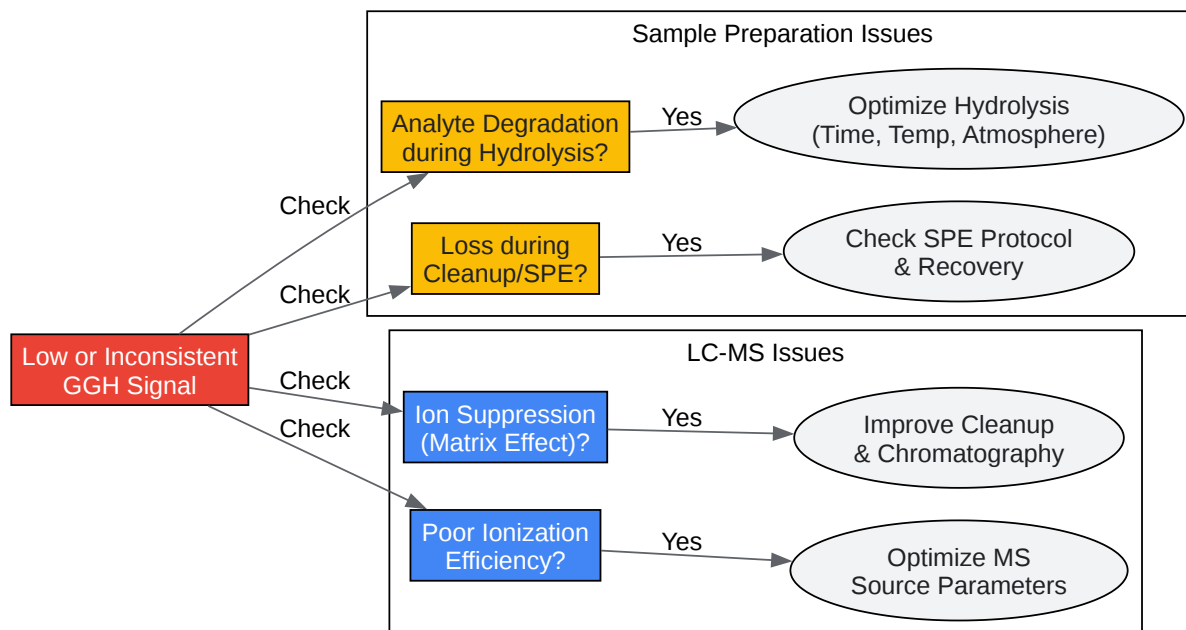 Sample Preparation Issues
Analyte Degradation
during Hydrolysis?
Yes
Optimize Hydrolysis
(Time, Temp, Atmosphere)
Check
Loss during
Cleanup/SPE?
Yes
Check SPE Protocol
& Recovery
Check
Low or Inconsistent
GGH Signal
LC-MS Issues
Check
Ion Suppression
(Matrix Effect)?
Yes
Improve Cleanup
& Chromatography
Check
Poor Ionization
Efficiency?
Yes
Optimize MS
Source Parameters